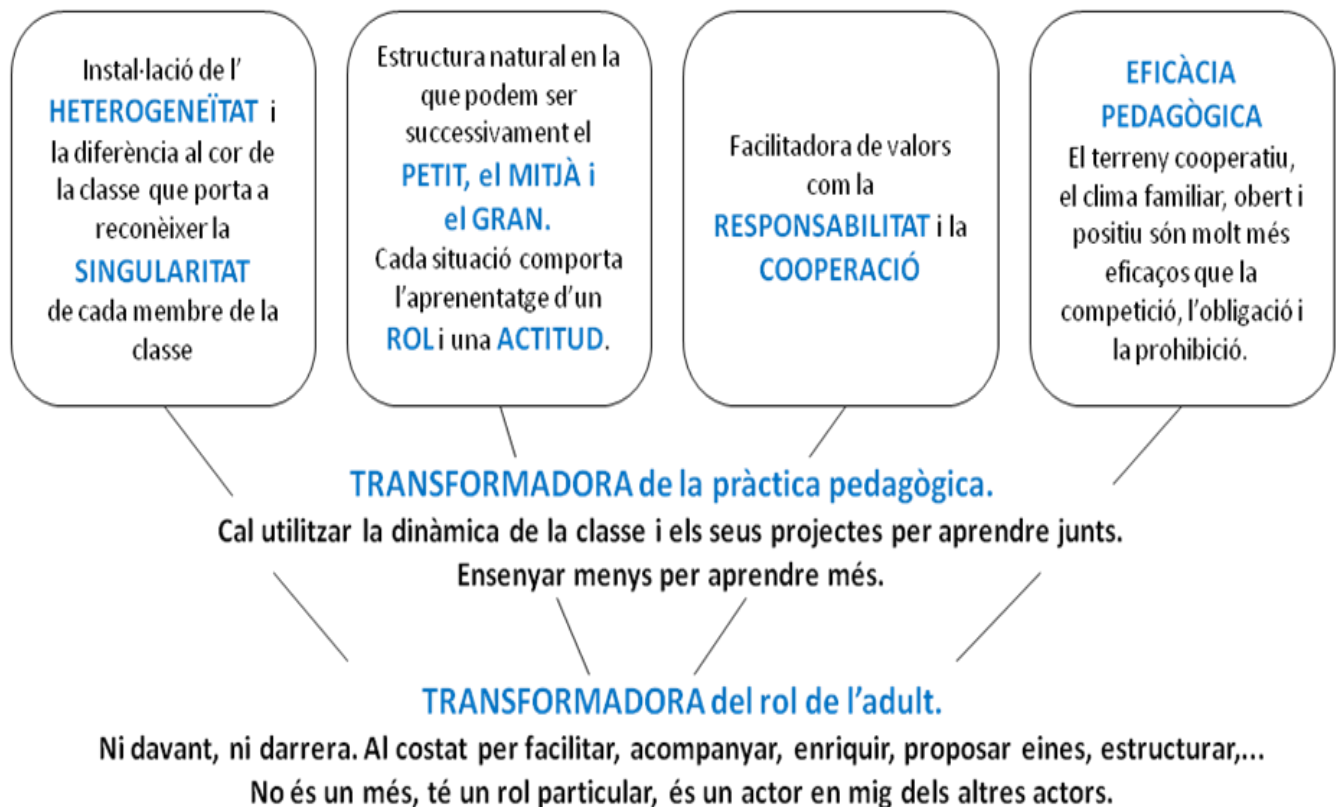 Instal·lació de l'
HETEROGENEÏTAT i
la diferència al cor de
la classe que porta a
reconèixer la
SINGULARITAT
de cada membre de la
classe
Estructura natural en la
que podem ser
successivament el
PETIT, el MITJÀ i
el GRAN.
Cada situació comporta
l'aprenentatge d'un
ROL i una ACTITUD.
Facilitadora de valors
com la
RESPONSABILITAT i la
COOPERACIÓ
EFICÀCIA
PEDAGÒGICA
El terreny cooperatiu,
el clima familiar, obert i
positiu són molt més
eficaços que la
competició, l'obligació i
la prohibició.
TRANSFORMADORA de la pràctica pedagògica.
Cal utilitzar la dinàmica de la classe i els seus projectes per aprendre junts.
Ensenyar menys per aprendre més.
TRANSFORMADORA del rol de l'adult.
Ni davant, ni darrera. Al costat per facilitar, acompanyar, enriquir, proposar eines, estructurar,...
No és un més, té un rol particular, és un actor en mig dels altres actors.